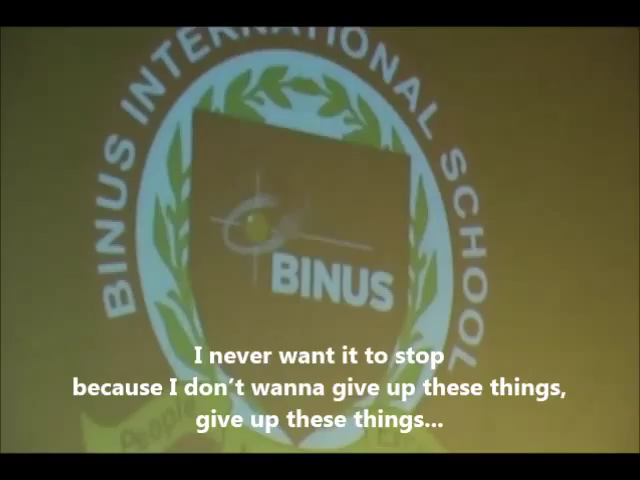 BINUS INTERNATIONAL SCHOOL
BINUS
I never want it to stop
because I don't wanna give up these things,
give up these things...
People